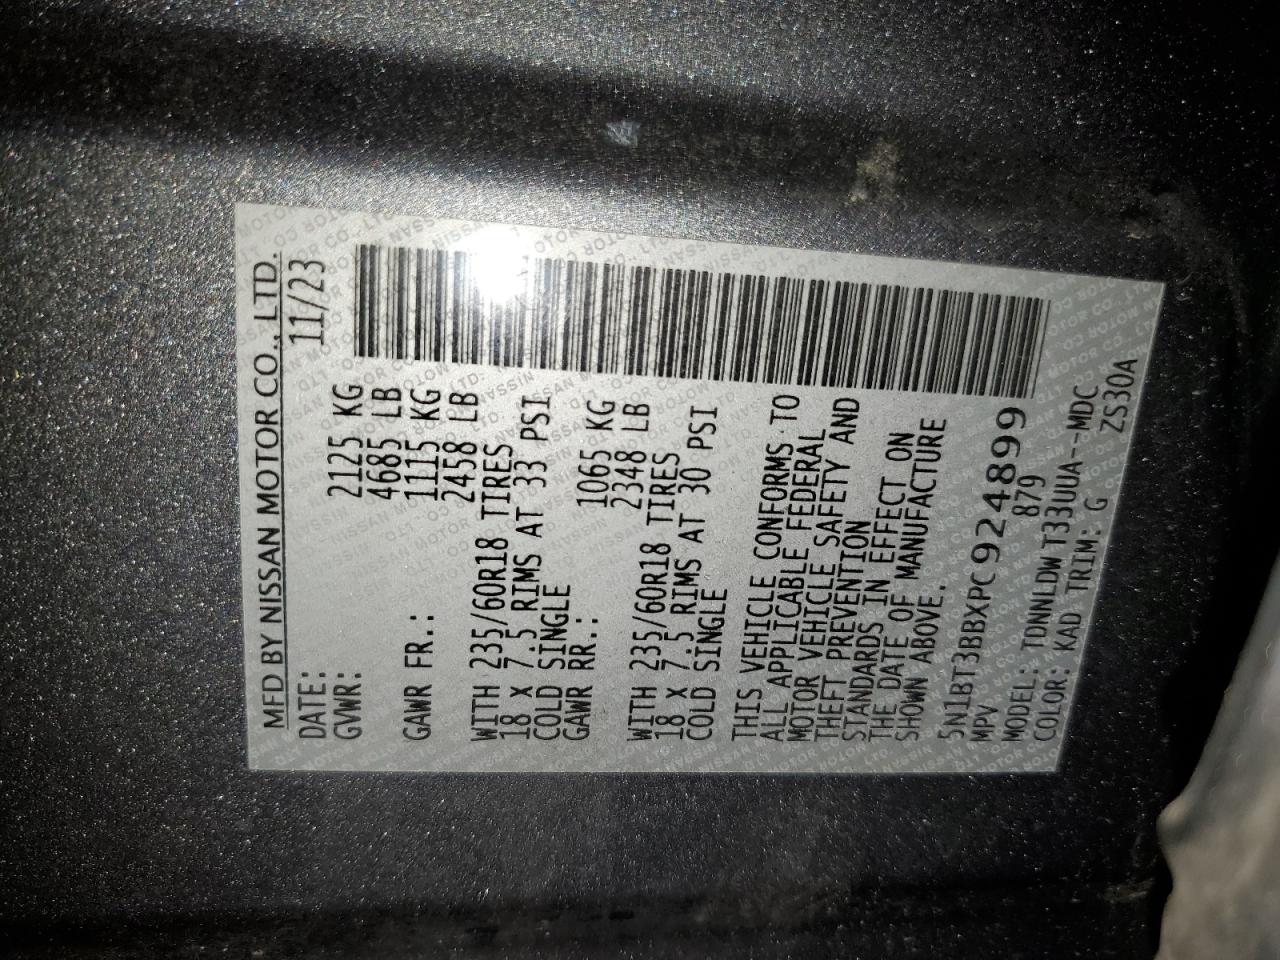 MFD BY NISSAN MOTOR CO., LTD.
DATE: 11/23
GVWR: 2125 KG
4685 LB
GAWR FR.: 1115 KG
2458 LB
WITH 235/60R18 TIRES
18 X 7.5 RIMS AT 33 PSI
COLD SINGLE
GAWR RR.: 1065 KG
2348 LB
WITH 235/60R18 TIRES
18 X 7.5 RIMS AT 30 PSI
COLD SINGLE
THIS VEHICLE CONFORMS TO
ALL APPLICABLE FEDERAL
MOTOR VEHICLE SAFETY AND
THEFT PREVENTION
STANDARDS IN EFFECT ON
THE DATE OF MANUFACTURE
SHOWN ABOVE.
5N1BT3BBXPC924899
MPV 879
MODEL: TDNNLDWT33UUA--MDC
COLOR: KAD TRIM: G ZS30A